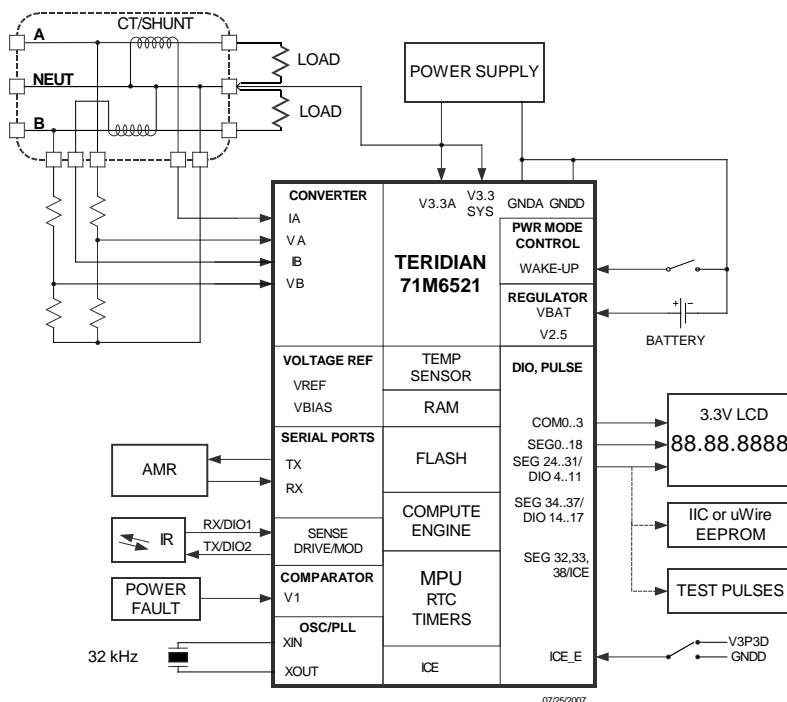 CT/SHUNT
A
NEUT
B
LOAD
LOAD
POWER SUPPLY
CONVERTER
IA
VA
IB
VB
V3.3A
V3.3
SYS
GNDA GNDD
TERIDIAN
71M6521
PWR MODE
CONTROL
WAKE-UP
REGULATOR
VBAT
V2.5
+ -
BATTERY
VOLTAGE REF
VREF
VBIAS
TEMP
SENSOR
RAM
DIO, PULSE
COM0..3
SEG0..18
SEG 24..31/
DIO 4..11
SEG 34..37/
DIO 14..17
SEG 32,33,
38/ICE
ICE_E
3.3V LCD
88.88.8888
IIC or uWire
EEPROM
TEST PULSES
V3P3D
GNDD
SERIAL PORTS
TX
RX
AMR
FLASH
IR
RX/DIO1
TX/DIO2
SENSE
DRIVE/MOD
COMPUTE
ENGINE
POWER
FAULT
COMPARATOR
V1
MPU
RTC
TIMERS
OSC/PLL
XIN
XOUT
32 kHz
ICE
07/25/2007